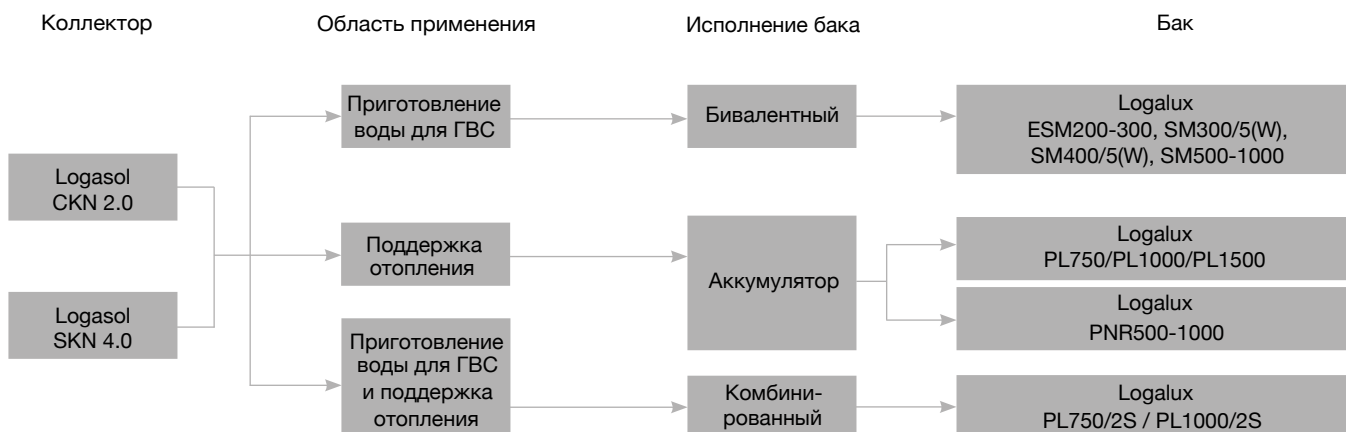 Коллектор
Область применения
Исполнение бака
Бак
Logasol
CKN 2.0
Logasol
SKN 4.0
Приготовление
воды для ГВС
Поддержка
отопления
Приготовление
воды для ГВС
и поддержка
отопления
Бивалентный
Аккумулятор
Комбини-
рованный
Logalux
ESM200-300, SM300/5(W),
SM400/5(W), SM500-1000
Logalux
PL750/PL1000/PL1500
Logalux
PNR500-1000
Logalux
PL750/2S / PL1000/2S